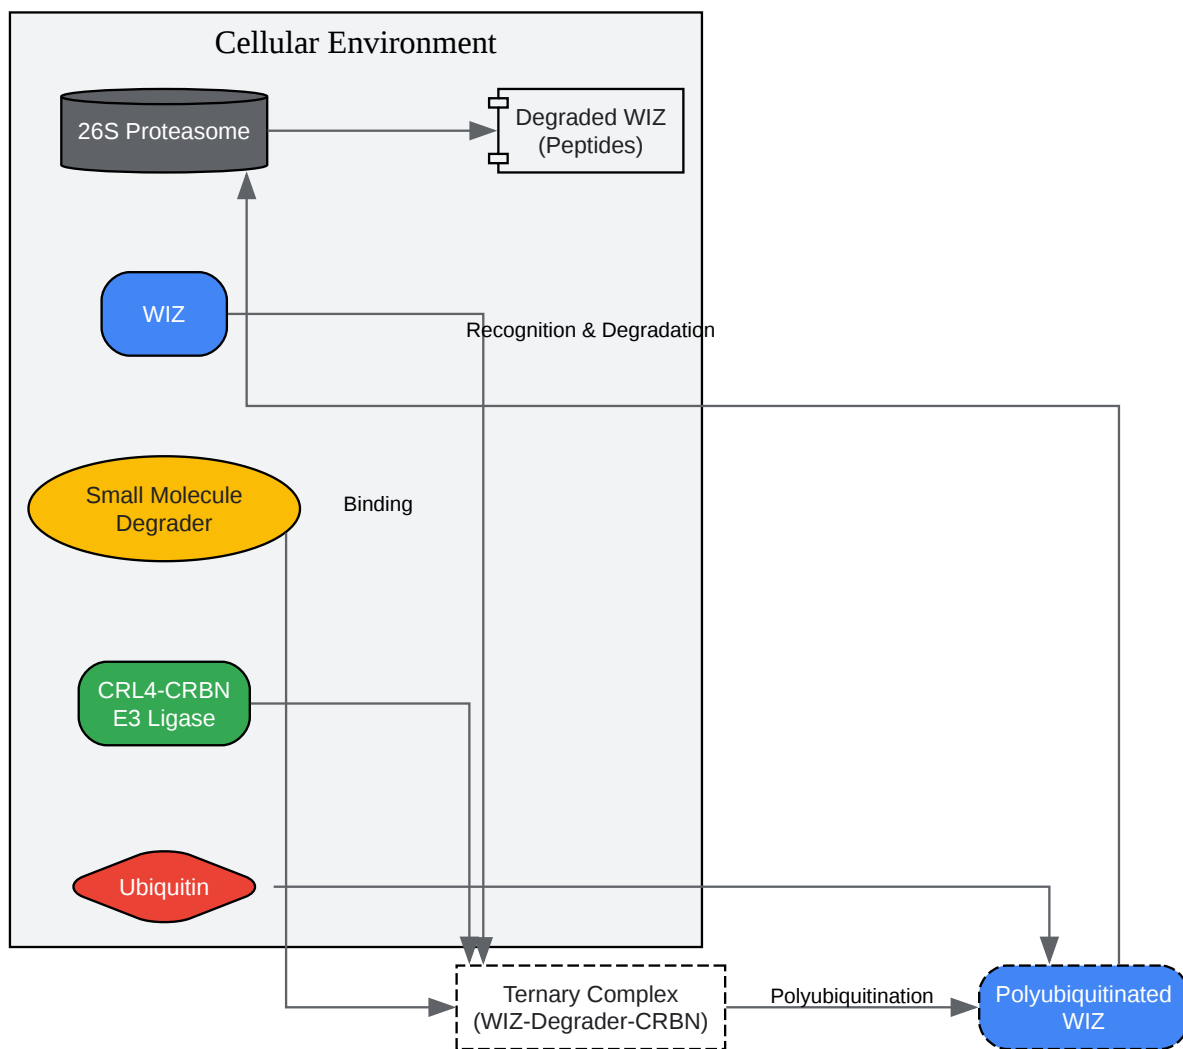 Cellular Environment
26S Proteasome
Degraded WIZ
(Peptides)
WIZ
Recognition & Degradation
Small Molecule
Degrader
Binding
CRL4-CRBN
E3 Ligase
Ubiquitin
Ternary Complex
(WIZ-Degrader-CRBN)
Polyubiquitination
Polyubiquitinated
WIZ